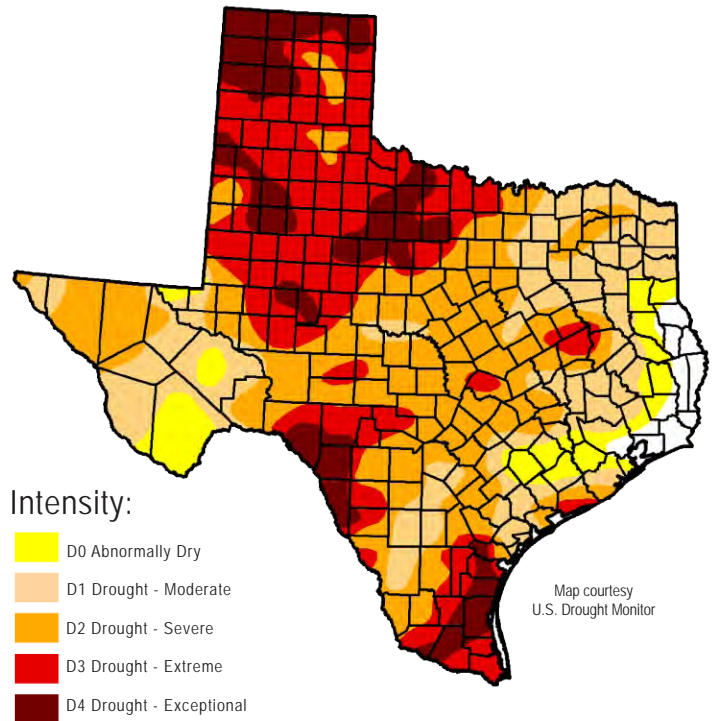 Intensity:
D0 Abnormally Dry
D1 Drought - Moderate
D2 Drought - Severe
D3 Drought - Extreme
D4 Drought - Exceptional
Map courtesy
U.S. Drought Monitor